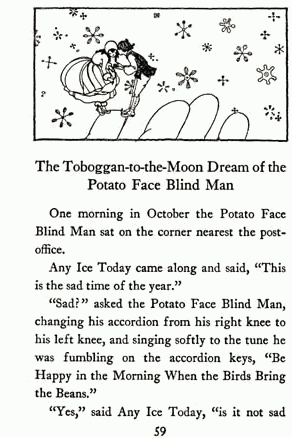 The Toboggan-to-the-Moon Dream of the
Potato Face Blind Man
One morning in October the Potato Face
Blind Man sat on the corner nearest the post-
office.
Any Ice Today came along and said, “This
is the sad time of the year.”
“Sad?” asked the Potato Face Blind Man,
changing his accordion from his right knee to
his left knee, and singing softly to the tune he
was fumbling on the accordion keys, “Be
Happy in the Morning When the Birds Bring
the Beans.”
“Yes,” said Any Ice Today, “is it not sad
59